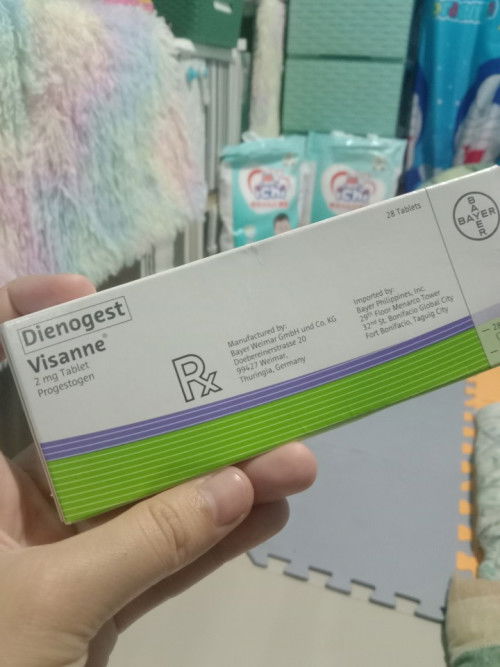 28 Tablets
BAYER
BAYER
Dienogest
Visanne®
2 mg Tablet
Progestogen
Rx
Manufactured by:
Bayer Weimar GmbH und Co. KG
Doebereinerstrasse 20
99427 Weimar,
Thuringia, Germany
Imported by:
Bayer Philippines, Inc.
29th Floor Menarco Tower
32nd St. Bonifacio Global City
Fort Bonifacio, Taguig City